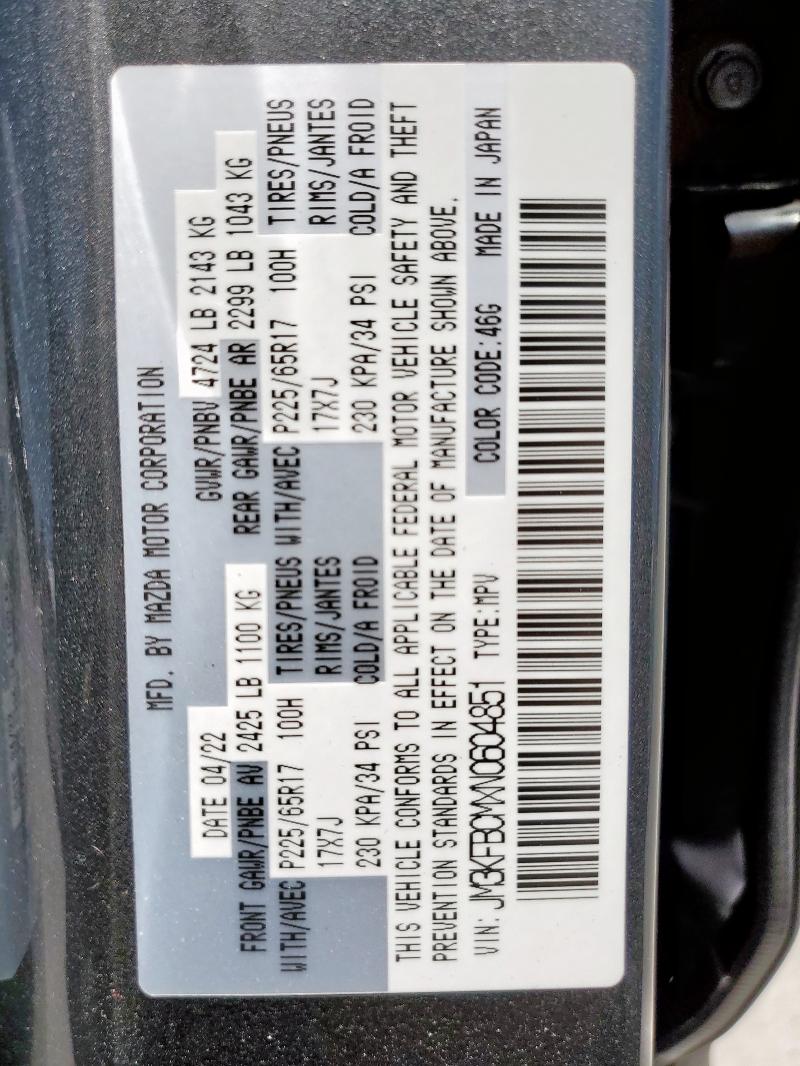 MFD. BY MAZDA MOTOR CORPORATION
DATE 04/22 GVWR/PNBV 4724 LB 2143 KG
FRONT GAWR/PNBE AV 2425 LB 1100 KG REAR GAWR/PNBE AR 2299 LB 1043 KG
WITH/AVEC P225/65R17 100H TIRES/PNEUS WITH/AVEC P225/65R17 100H TIRES/PNEUS
17X7J RIMS/JANTES 17X7J RIMS/JANTES
230 KPA/34 PSI COLD/A FROID 230 KPA/34 PSI COLD/A FROID
THIS VEHICLE CONFORMS TO ALL APPLICABLE FEDERAL MOTOR VEHICLE SAFETY AND THEFT
PREVENTION STANDARDS IN EFFECT ON THE DATE OF MANUFACTURE SHOWN ABOVE.
VIN: JM3KFBCMXN0604851 TYPE:MPV COLOR CODE:46G MADE IN JAPAN